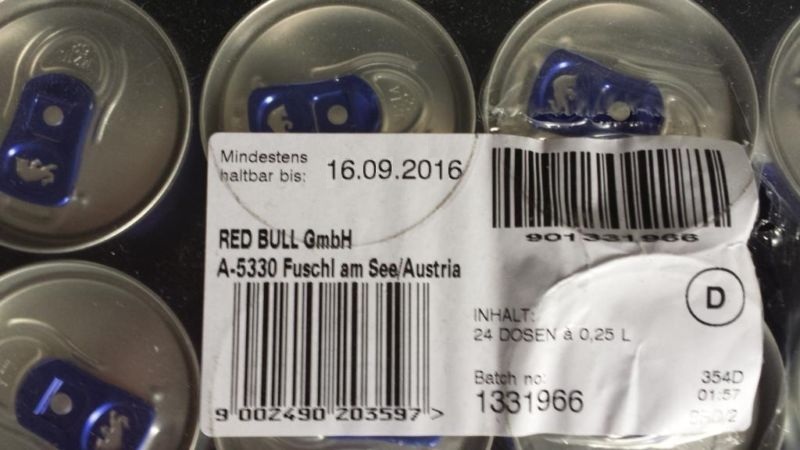 Mindestens
haltbar bis: 16.09.2016
901331966
RED BULL GmbH
A-5330 Fuschl am See/Austria
D
INHALT:
24 DOSEN à 0,25 L
9 002490 203597 >
Batch no:
1331966
354D
01:57